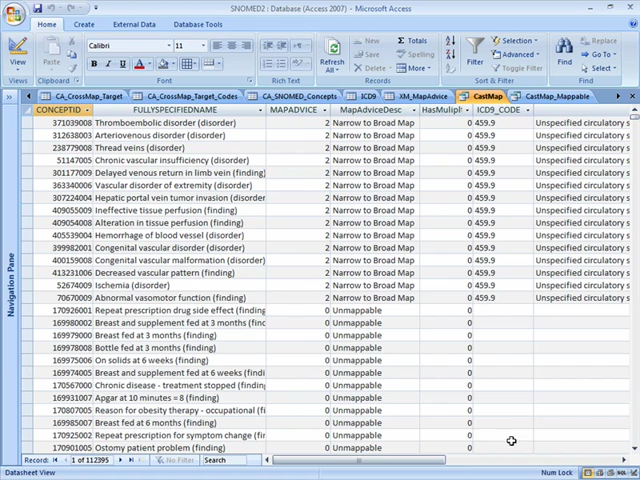 SNOMED2 : Database (Access 2007) - Microsoft Access
Home Create External Data Database Tools
View
Views
Paste
Clipboard
Calibri 11
B I U A
Font
Rich Text
Refresh All
New Totals
Save Spelling
Delete More
Records
Filter
Selection
Advanced
Toggle Filter
Sort & Filter
Find
Replace
Go To
Select
Find
CA_CrossMap_Target CA_CrossMap_Target_Codes CA_SNOMED_Concepts ICD9 XM_MapAdvice CastMap CastMap_Mappable
CONCEPTID FULLYSPECIFIEDNAME MAPADVICE MapAdviceDesc HasMulipl ICD9_CODE
371039008 Thromboembolic disorder (disorder) 2 Narrow to Broad Map 0 459.9 Unspecified circulatory s
312638003 Arteriovenous disorder (disorder) 2 Narrow to Broad Map 0 459.9 Unspecified circulatory s
238779008 Thread veins (disorder) 2 Narrow to Broad Map 0 459.9 Unspecified circulatory s
51147005 Chronic vascular insufficiency (disorder) 2 Narrow to Broad Map 0 459.9 Unspecified circulatory s
301177009 Delayed venous return in limb vein (finding) 2 Narrow to Broad Map 0 459.9 Unspecified circulatory s
363340006 Vascular disorder of extremity (disorder) 2 Narrow to Broad Map 0 459.9 Unspecified circulatory s
307224004 Hepatic portal vein tumor invasion (disorder) 2 Narrow to Broad Map 0 459.9 Unspecified circulatory s
409055009 Ineffective tissue perfusion (finding) 2 Narrow to Broad Map 0 459.9 Unspecified circulatory s
409054008 Alteration in tissue perfusion (finding) 2 Narrow to Broad Map 0 459.9 Unspecified circulatory s
405539004 Hemorrhage of blood vessel (disorder) 2 Narrow to Broad Map 0 459.9 Unspecified circulatory s
399982001 Congenital vascular disorder (disorder) 2 Narrow to Broad Map 0 459.9 Unspecified circulatory s
400159008 Congenital vascular malformation (disorder) 2 Narrow to Broad Map 0 459.9 Unspecified circulatory s
413231006 Decreased vascular pattern (finding) 2 Narrow to Broad Map 0 459.9 Unspecified circulatory s
52674009 Ischemia (disorder) 2 Narrow to Broad Map 0 459.9 Unspecified circulatory s
70670009 Abnormal vasomotor function (finding) 2 Narrow to Broad Map 0 459.9 Unspecified circulatory s
170926001 Repeat prescription drug side effect (finding) 0 Unmappable 0
169980002 Breast and supplement fed at 3 months (findin 0 Unmappable 0
169979000 Breast fed at 3 months (finding) 0 Unmappable 0
169978008 Bottle fed at 3 months (finding) 0 Unmappable 0
169975006 On solids at 6 weeks (finding) 0 Unmappable 0
169974005 Breast and supplement fed at 6 weeks (finding) 0 Unmappable 0
170567000 Chronic disease - treatment stopped (finding) 0 Unmappable 0
169931007 Apgar at 10 minutes = 8 (finding) 0 Unmappable 0
170807005 Reason for obesity therapy - occupational (fin 0 Unmappable 0
169985007 Breast fed at 6 months (finding) 0 Unmappable 0
170925002 Repeat prescription for symptom change (findi 0 Unmappable 0
170901005 Ostomy patient problem (finding) 0 Unmappable 0
Navigation Pane
Record: 1 of 112395 No Filter Search
Datasheet View Num Lock SQL